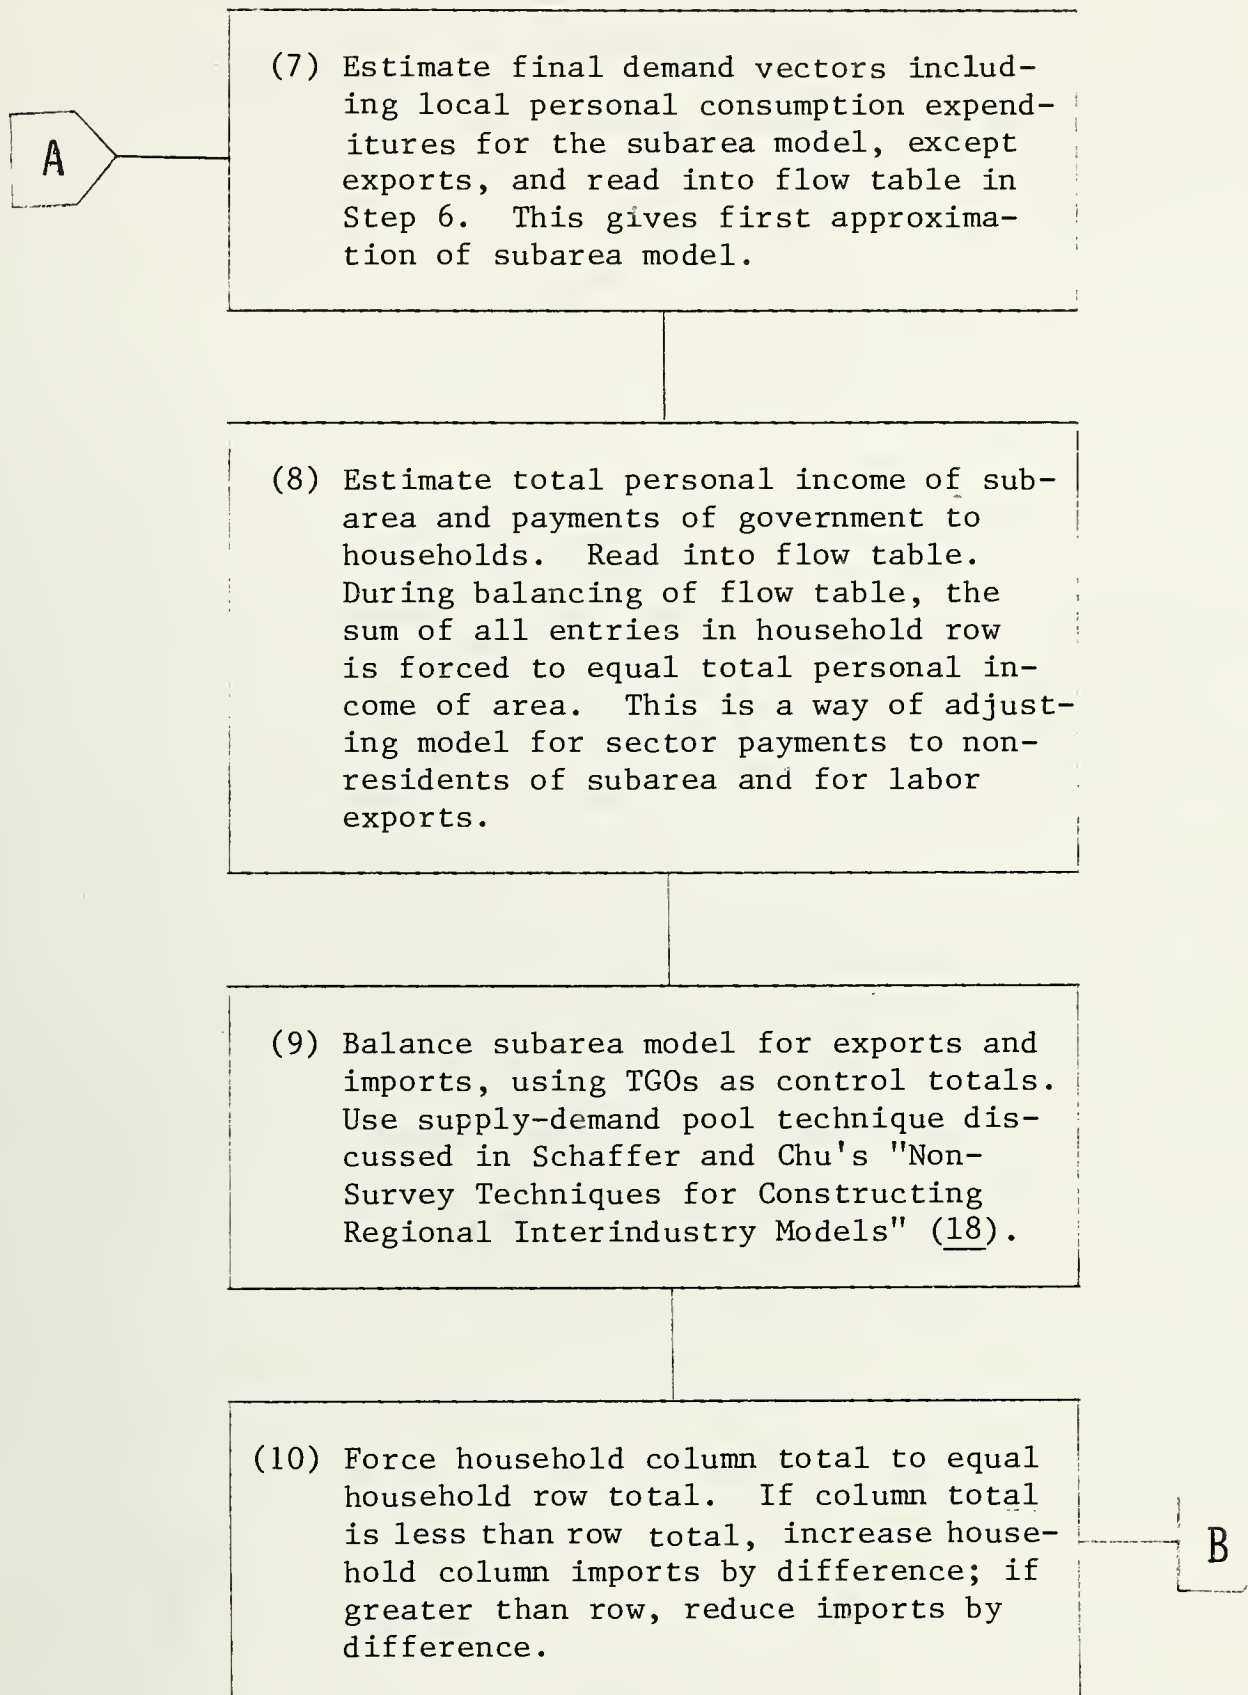 A
(7) Estimate final demand vectors includ-
ing local personal consumption expend-
itures for the subarea model, except
exports, and read into flow table in
Step 6. This gives first approxima-
tion of subarea model.
(8) Estimate total personal income of sub-
area and payments of government to
households. Read into flow table.
During balancing of flow table, the
sum of all entries in household row
is forced to equal total personal in-
come of area. This is a way of adjust-
ing model for sector payments to non-
residents of subarea and for labor
exports.
(9) Balance subarea model for exports and
imports, using TGOs as control totals.
Use supply-demand pool technique dis-
cussed in Schaffer and Chu's "Non-
Survey Techniques for Constructing
Regional Interindustry Models" (18).
(10) Force household column total to equal
household row total. If column total
is less than row total, increase house-
hold column imports by difference; if
greater than row, reduce imports by
difference.
B